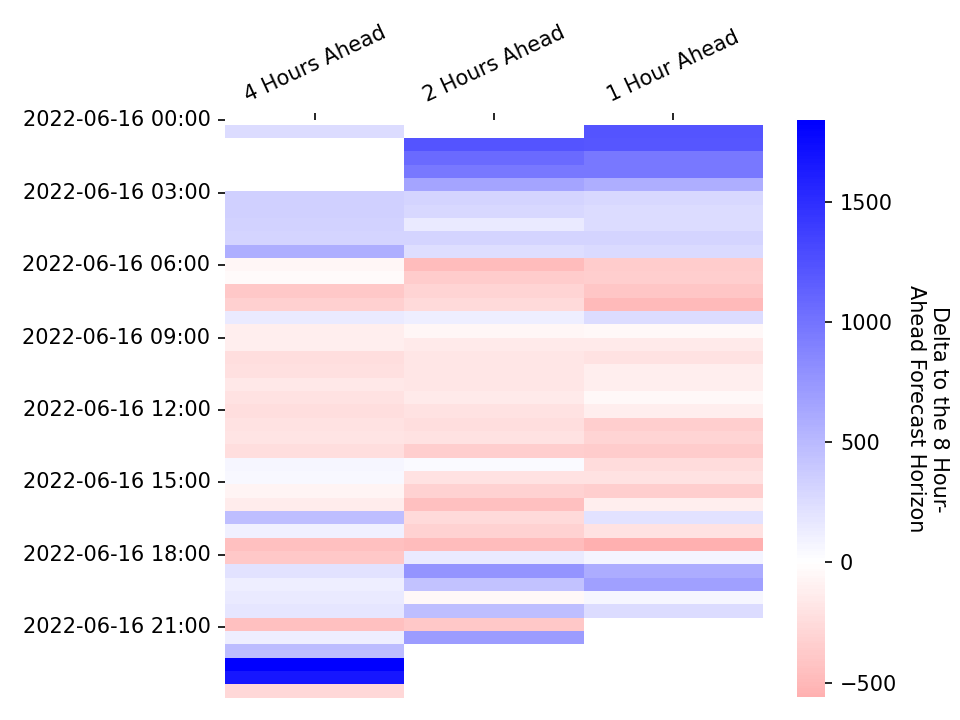 4 Hours Ahead
2 Hours Ahead
1 Hour Ahead
2022-06-16 00:00
2022-06-16 03:00
2022-06-16 06:00
2022-06-16 09:00
2022-06-16 12:00
2022-06-16 15:00
2022-06-16 18:00
2022-06-16 21:00
1500
1000
500
0
−500
Delta to the 8 Hour-
Ahead Forecast Horizon